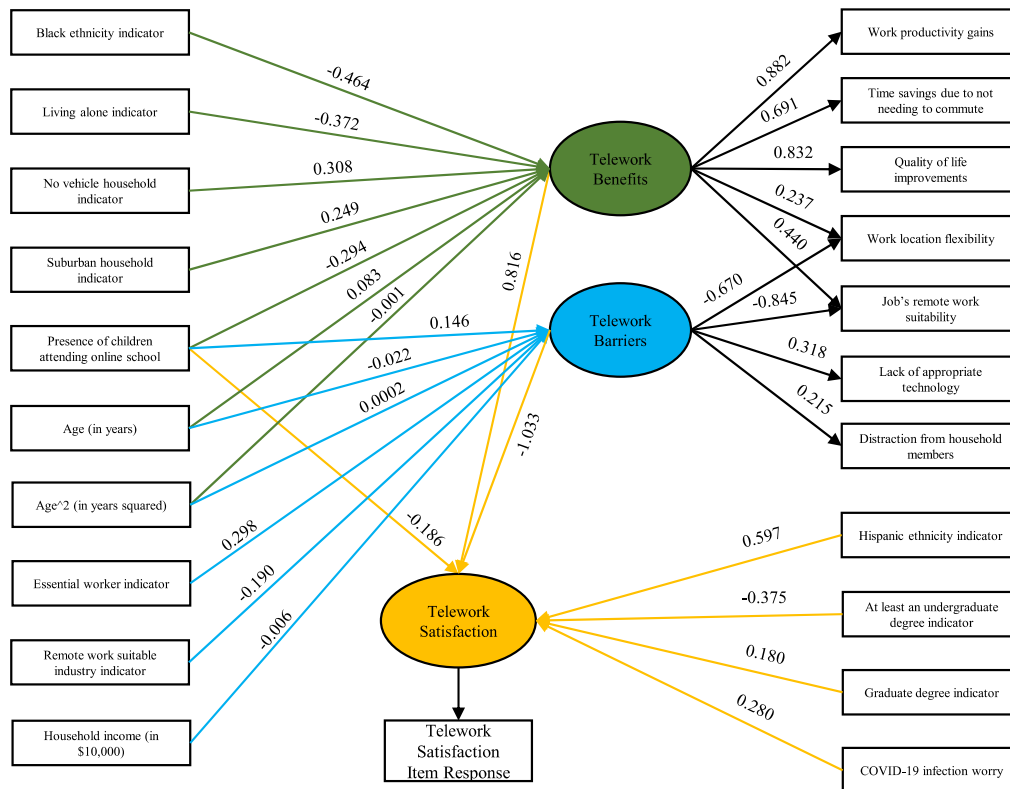 Black ethnicity indicator
Living alone indicator
No vehicle household
indicator
Suburban household
indicator
Presence of children
attending online school
Age (in years)
Age^2 (in years squared)
Essential worker indicator
Remote work suitable
industry indicator
Household income (in
$10,000)
-0.464
-0.372
0.308
0.249
-0.294
0.083
-0.001
0.146
-0.022
0.0002
0.298
-0.190
-0.006
Telework
Benefits
Telework
Barriers
0.816
-1.033
-0.186
Telework
Satisfaction
Telework
Satisfaction
Item Response
0.882
0.691
0.832
0.237
0.440
-0.670
-0.845
0.318
0.215
0.597
-0.375
0.180
0.280
Work productivity gains
Time savings due to not
needing to commute
Quality of life
improvements
Work location flexibility
Job’s remote work
suitability
Lack of appropriate
technology
Distraction from household
members
Hispanic ethnicity indicator
At least an undergraduate
degree indicator
Graduate degree indicator
COVID-19 infection worry